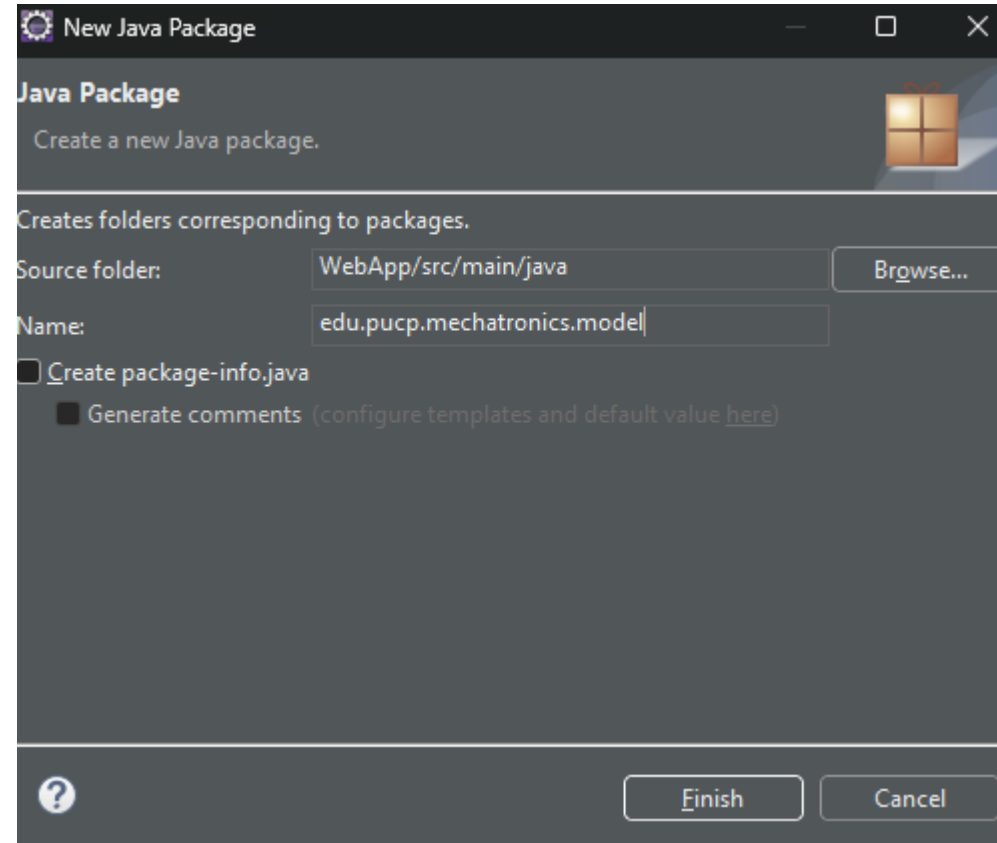 New Java Package
Java Package
Create a new Java package.
Creates folders corresponding to packages.
Source folder: WebApp/src/main/java Browse...
Name: edu.pucp.mechatronics.model
Create package-info.java
Generate comments (configure templates and default value here)
? Finish Cancel